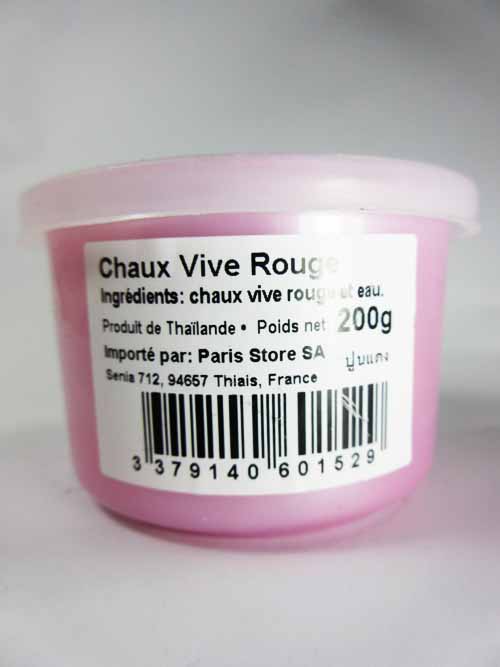 Chaux Vive Rouge
Ingrédients: chaux vive rouge et eau.
Produit de Thaïlande • Poids net 200g
Importé par: Paris Store SA
ปูนแดง
Senia 712, 94657 Thiais, France
3 379140 601529